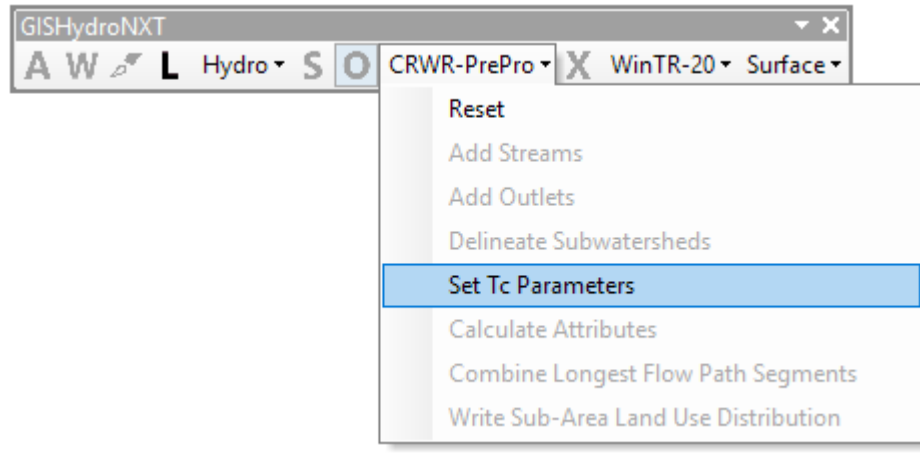 GISHydroNXT
A W L Hydro S O CRWR-PrePro X WinTR-20 Surface
Reset
Add Streams
Add Outlets
Delineate Subwatersheds
Set Tc Parameters
Calculate Attributes
Combine Longest Flow Path Segments
Write Sub-Area Land Use Distribution